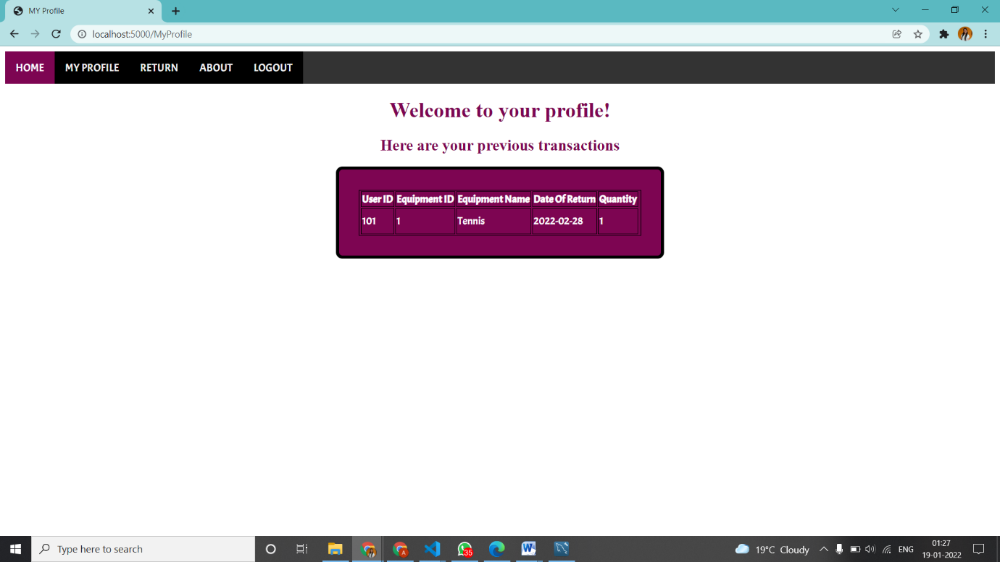 MY Profile
localhost:5000/MyProfile
HOME MY PROFILE RETURN ABOUT LOGOUT
Welcome to your profile!
Here are your previous transactions
User ID Equipment ID Equipment Name Date Of Return Quantity
101 1 Tennis 2022-02-28 1
Type here to search
A
35
W
19°C Cloudy
ENG
01:27
19-01-2022